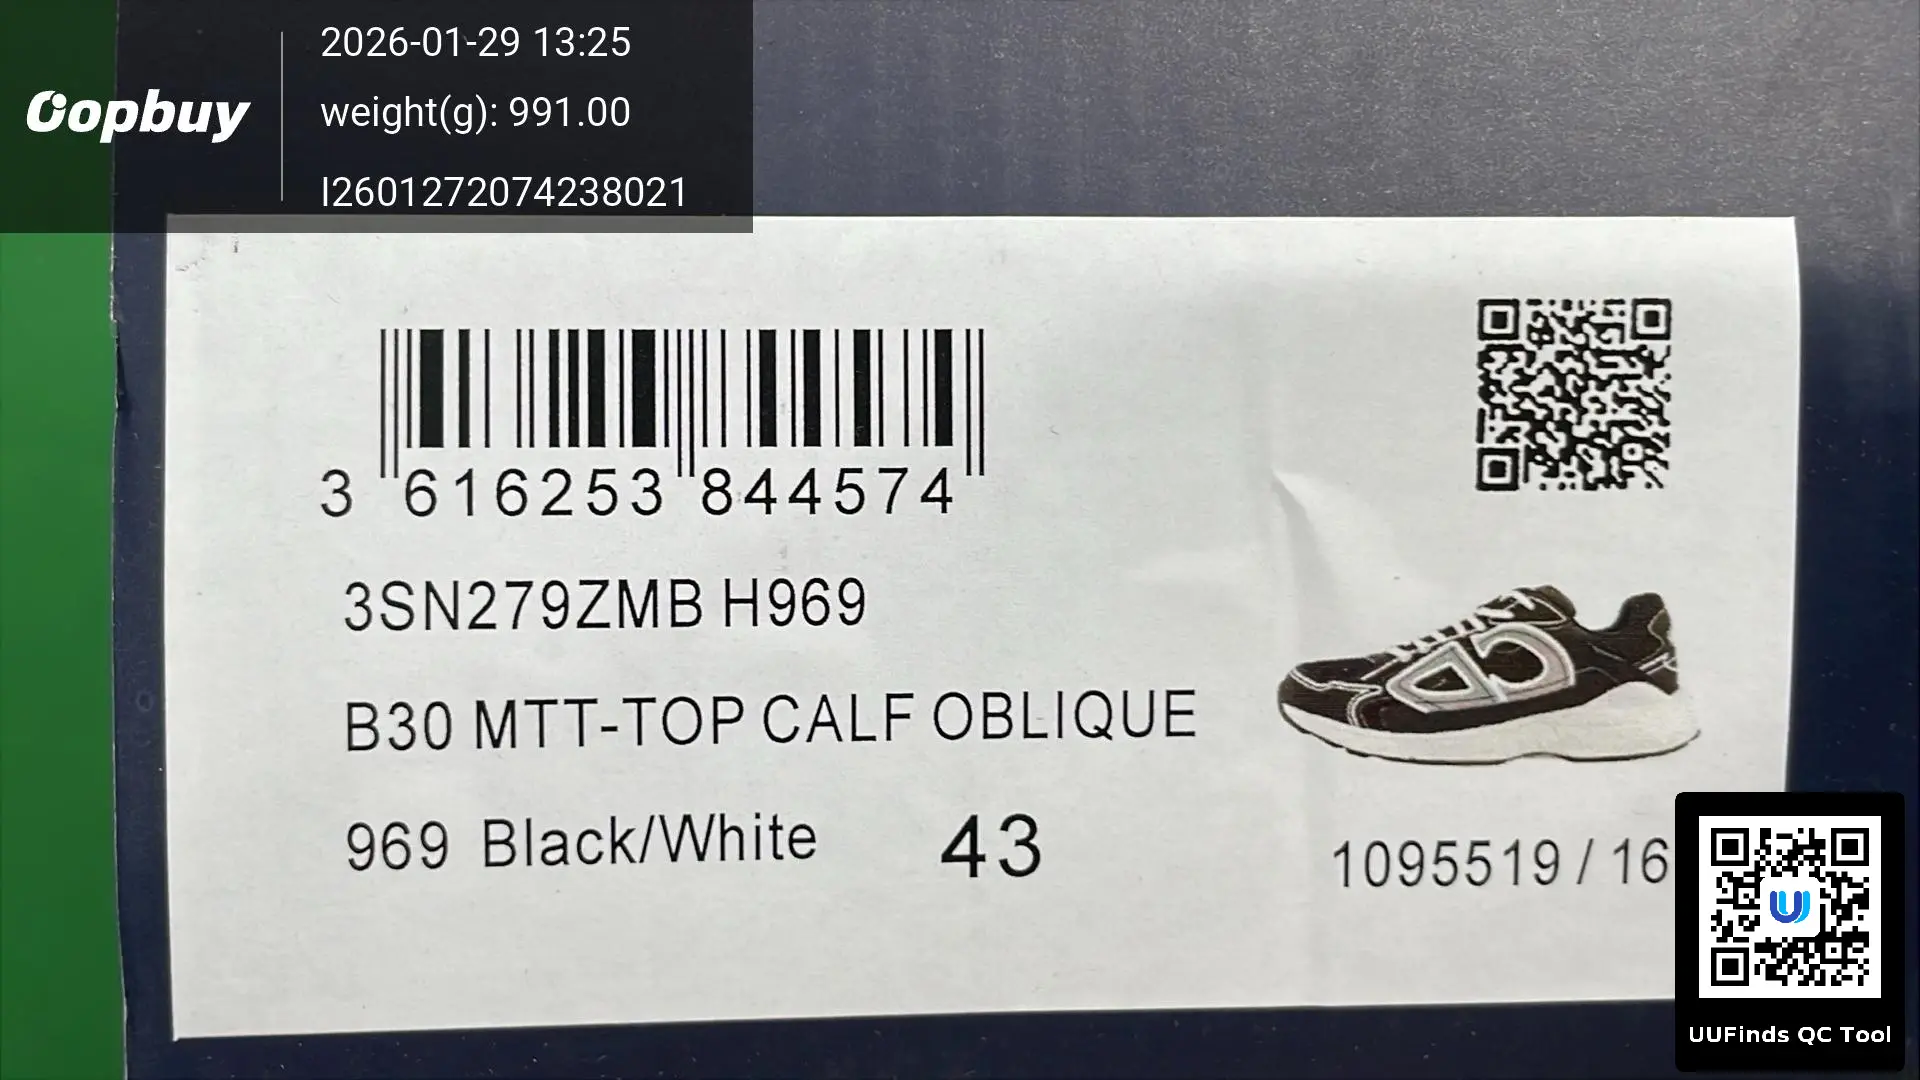 Oopbuy
2026-01-29 13:25
weight(g): 991.00
I2601272074238021
3 616253 844574
3SN279ZMB H969
B30 MTT-TOP CALF OBLIQUE
969 Black/White 43
1095519 / 16
UUFinds QC Tool